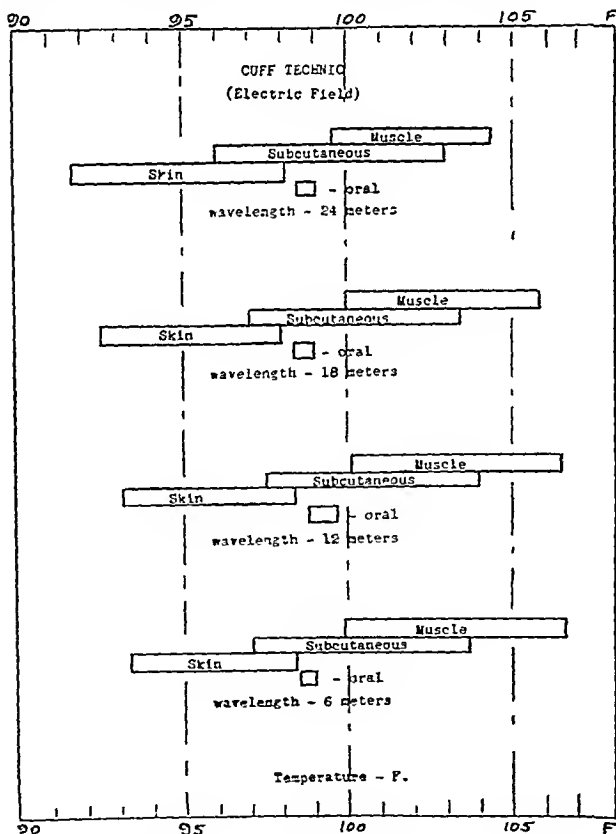 90 95 100 105 F
CUFF TECHNIC
(Electric Field)
Muscle
Subcutaneous
Skin
- oral
wavelength - 24 meters
Muscle
Subcutaneous
Skin
- oral
wavelength - 18 meters
Muscle
Subcutaneous
Skin
- oral
wavelength - 12 meters
Muscle
Subcutaneous
Skin
- oral
wavelength - 6 meters
Temperature - F.
90 95 100 105 F